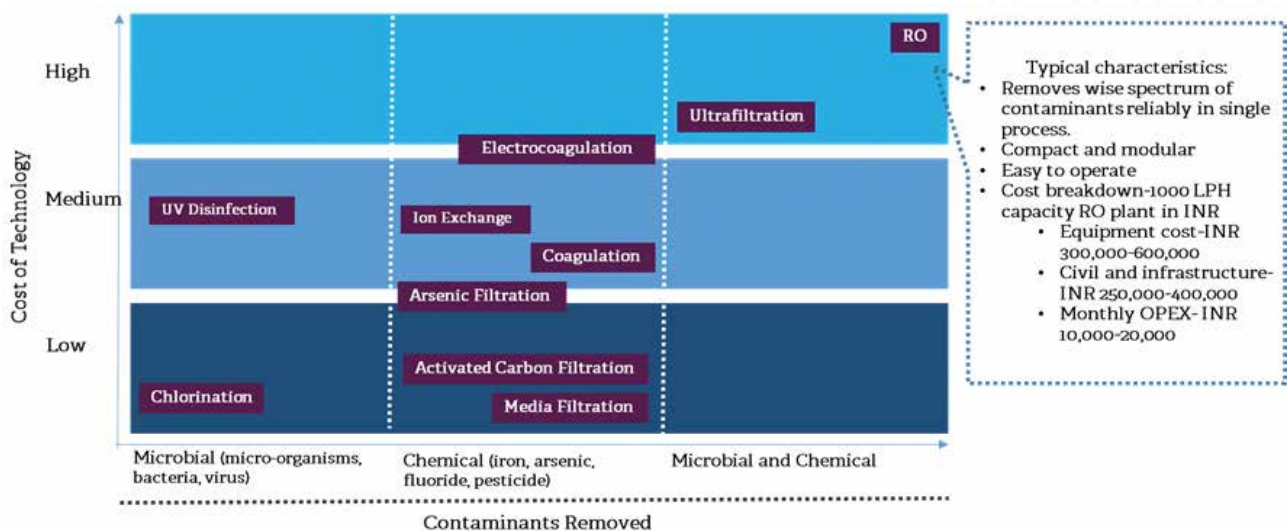 RO
Typical characteristics:
• Removes wise spectrum of
contaminants reliably in single
process.
• Compact and modular
• Easy to operate
• Cost breakdown-1000 LPH
capacity RO plant in INR
• Equipment cost-INR
300,000-600,000
• Civil and infrastructure-
INR 250,000-400,000
• Monthly OPEX- INR
10,000-20,000
Cost of Technology
High
Ultrafiltration
Electrocoagulation
Medium
UV Disinfection
Ion Exchange
Coagulation
Arsenic Filtration
Low
Activated Carbon Filtration
Chlorination
Media Filtration
Microbial (micro-organisms,
bacteria, virus)
Chemical (iron, arsenic,
fluoride, pesticide)
Microbial and Chemical
Contaminants Removed